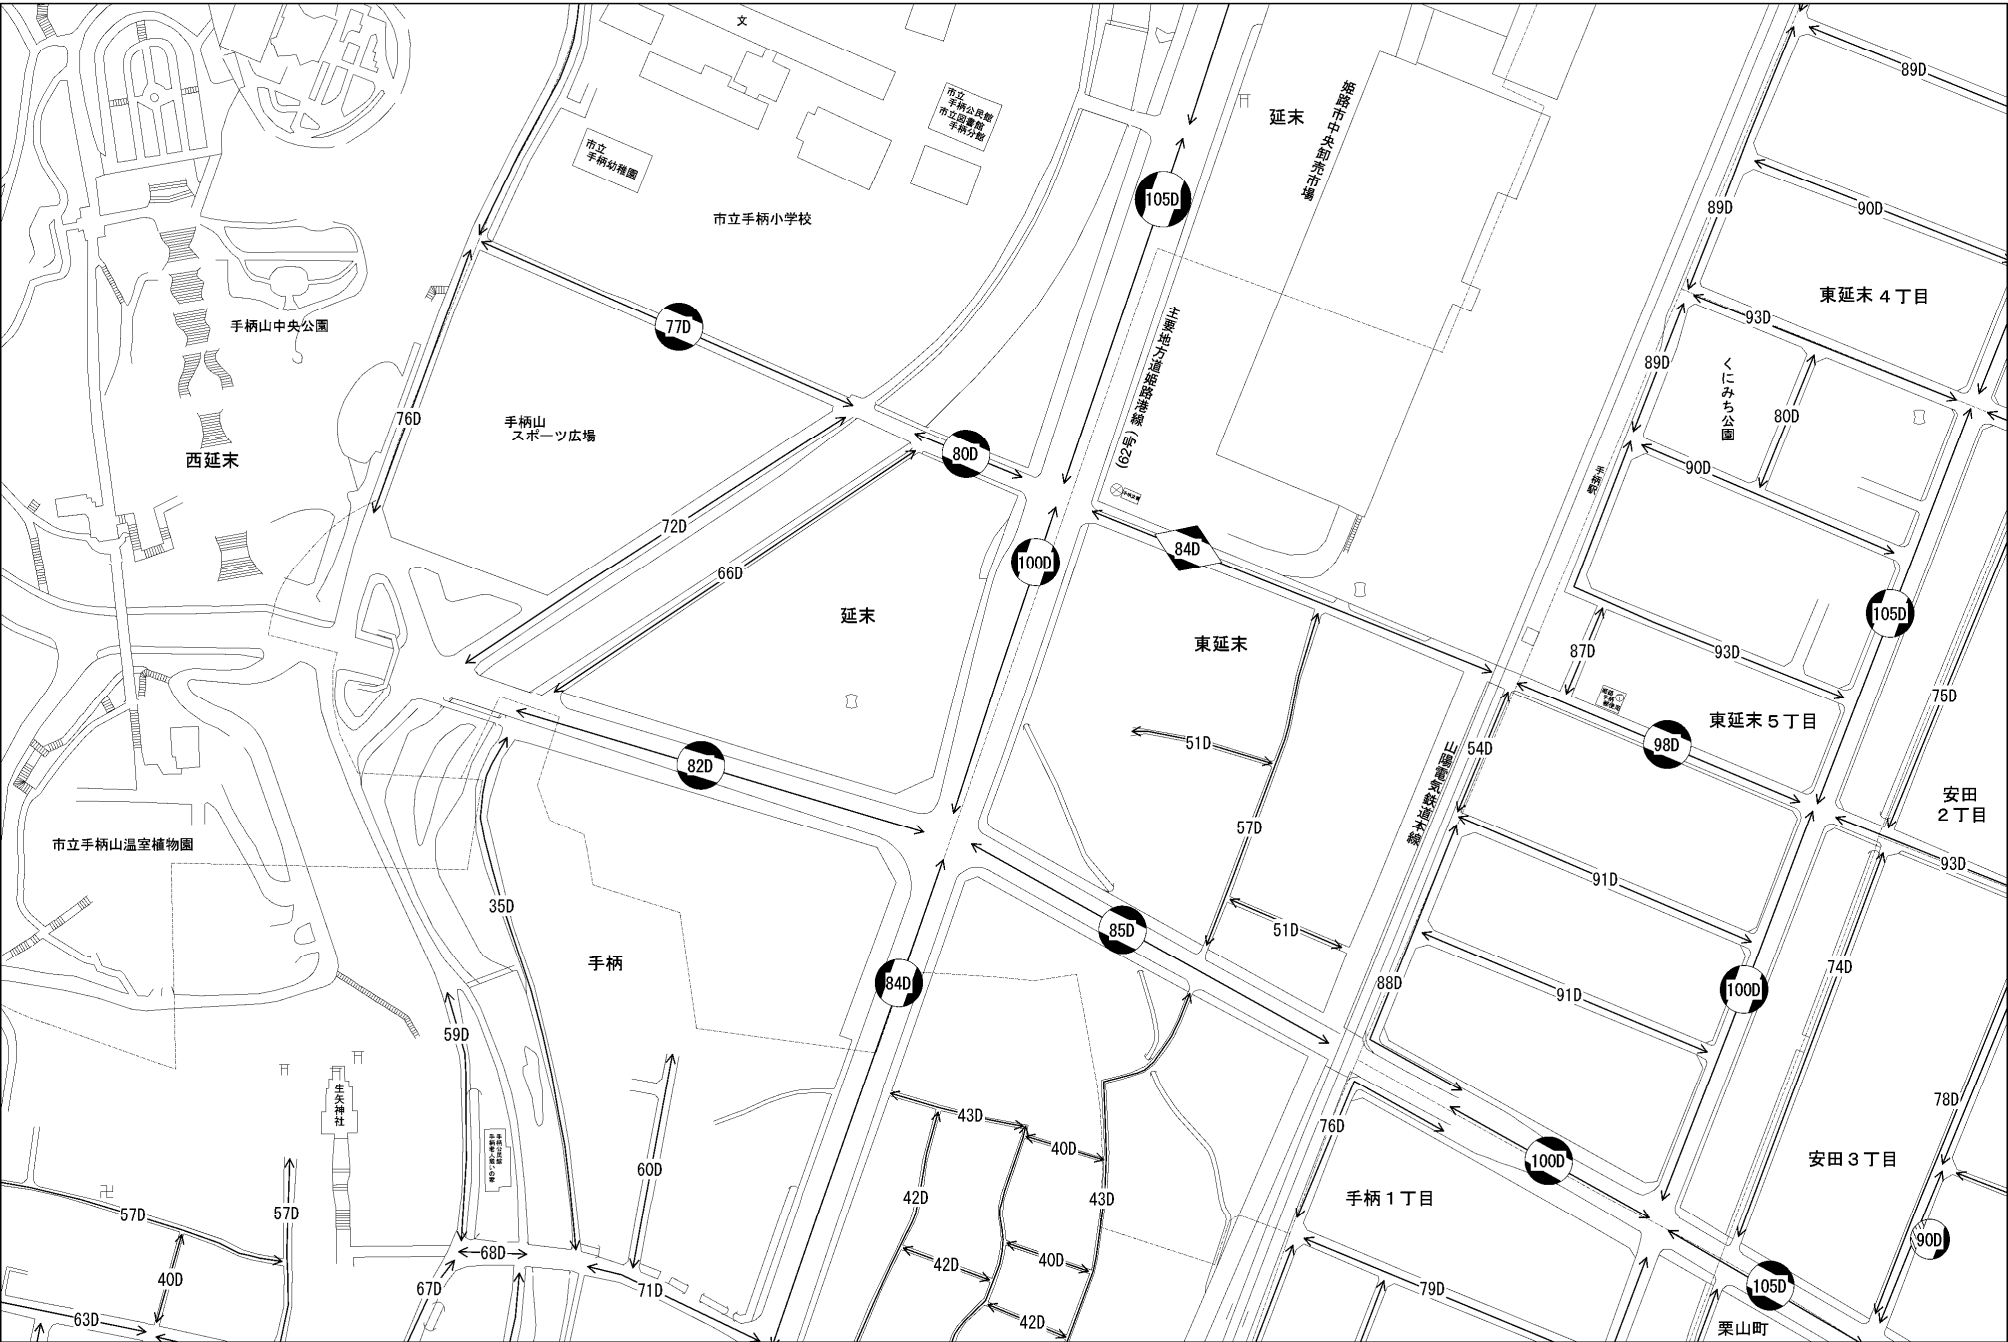 文
89D
市立
手柄公民館
市立図書館
手柄分館
延末
姫路市中央卸売市場
市立
手柄幼稚園
105D
89D
90D
市立手柄小学校
東延末4丁目
手柄山中央公園
77D
主要地方道姫路港線
(62号)
93D
89D
くにみち公園
76D
手柄山
スポーツ広場
80D
80D
西延末
90D
手柄駅
72D
84D
66D
100D
延末
105D
東延末
87D
93D
75D
東延末5丁目
51D
54D
98D
82D
山陽電気鉄道本線
安田
2丁目
57D
市立手柄山温室植物園
93D
91D
35D
51D
85D
手柄
74D
84D
88D
91D
100D
59D
生矢神社
43D
78D
76D
40D
100D
安田3丁目
60D
42D
43D
手柄1丁目
57D
57D
90D
68D
40D
42D
40D
67D
71D
79D
105D
63D
42D
栗山町